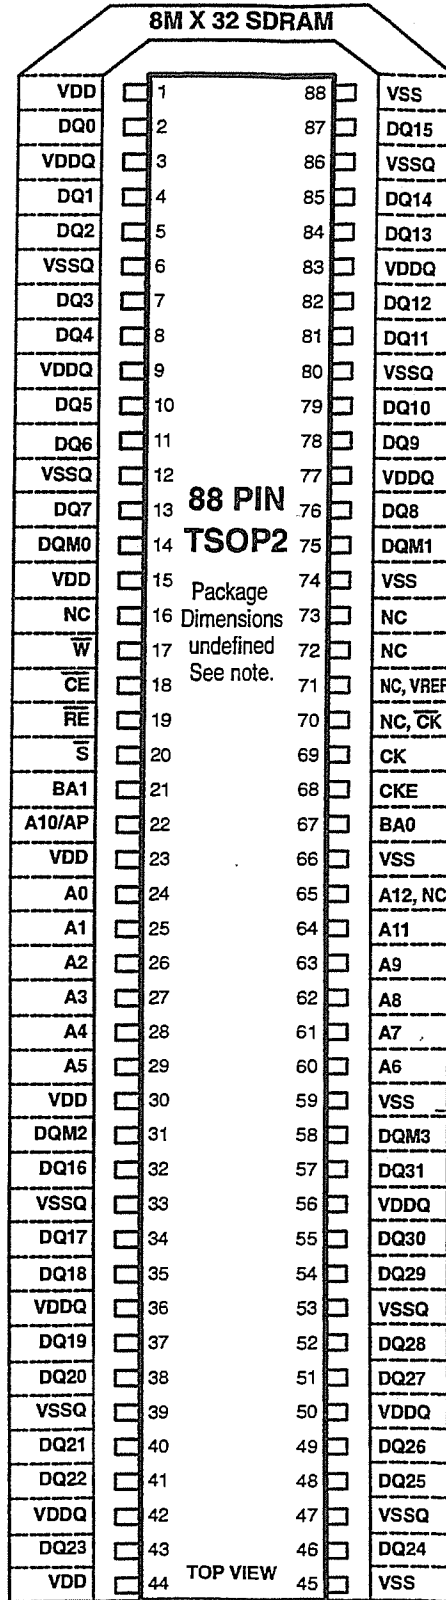 8M X 32 SDRAM
VDD 1 88 VSS
DQ0 2 87 DQ15
VDDQ 3 86 VSSQ
DQ1 4 85 DQ14
DQ2 5 84 DQ13
VSSQ 6 83 VDDQ
DQ3 7 82 DQ12
DQ4 8 81 DQ11
VDDQ 9 80 VSSQ
DQ5 10 79 DQ10
DQ6 11 78 DQ9
VSSQ 12 77 VDDQ
DQ7 13 88 PIN 76 DQ8
DQM0 14 TSOP2 75 DQM1
VDD 15 Package 74 VSS
NC 16 Dimensions 73 NC
W̅ 17 undefined 72 NC
C̅E̅ 18 See note. 71 NC, VREF
R̅E̅ 19 70 NC, C̅K̅
S̅ 20 69 CK
BA1 21 68 CKE
A10/AP 22 67 BA0
VDD 23 66 VSS
A0 24 65 A12, NC
A1 25 64 A11
A2 26 63 A9
A3 27 62 A8
A4 28 61 A7
A5 29 60 A6
VDD 30 59 VSS
DQM2 31 58 DQM3
DQ16 32 57 DQ31
VSSQ 33 56 VDDQ
DQ17 34 55 DQ30
DQ18 35 54 DQ29
VDDQ 36 53 VSSQ
DQ19 37 52 DQ28
DQ20 38 51 DQ27
VSSQ 39 50 VDDQ
DQ21 40 49 DQ26
DQ22 41 48 DQ25
VDDQ 42 47 VSSQ
DQ23 43 46 DQ24
VDD 44 TOP VIEW 45 VSS